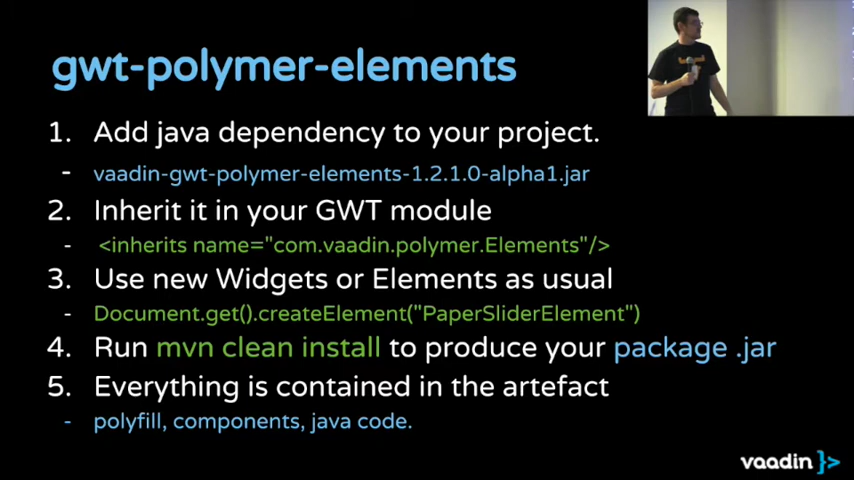 gwt-polymer-elements
1. Add java dependency to your project.
- vaadin-gwt-polymer-elements-1.2.1.0-alpha1.jar
2. Inherit it in your GWT module
- <inherits name="com.vaadin.polymer.Elements"/>
3. Use new Widgets or Elements as usual
- Document.get().createElement("PaperSliderElement")
4. Run mvn clean install to produce your package .jar
5. Everything is contained in the artefact
- polyfill, components, java code.
vaadin }>